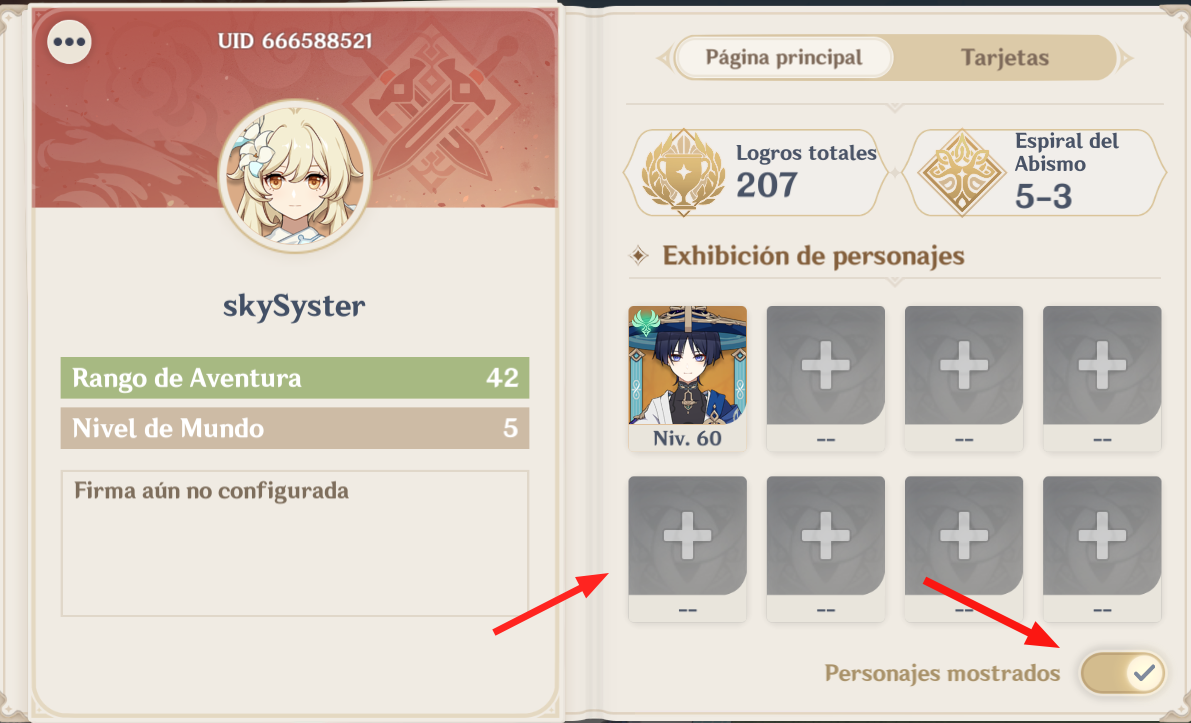 UID 666588521
skySyster
Rango de Aventura 42
Nivel de Mundo 5
Firma aún no configurada
Página principal
Tarjetas
Logros totales
207
Espiral del
Abismo
5-3
Exhibición de personajes
Niv. 60
--
--
--
--
--
--
--
Personajes mostrados